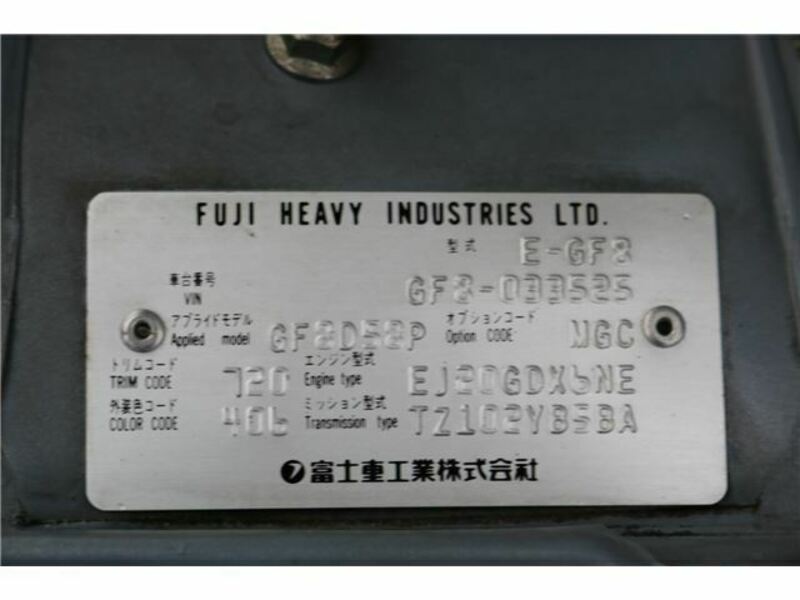 FUJI HEAVY INDUSTRIES LTD.
型式 E-GF8
車台番号 VIN GF8-033525
アプライドモデル Applied model GF8D58P オプションコード Option CODE MGC
トリムコード TRIM CODE 720 エンジン型式 Engine type EJ20GDX6NE
外装色コード COLOR CODE 406 ミッション型式 Transmission type TZ102YB5BA
富士重工業株式会社